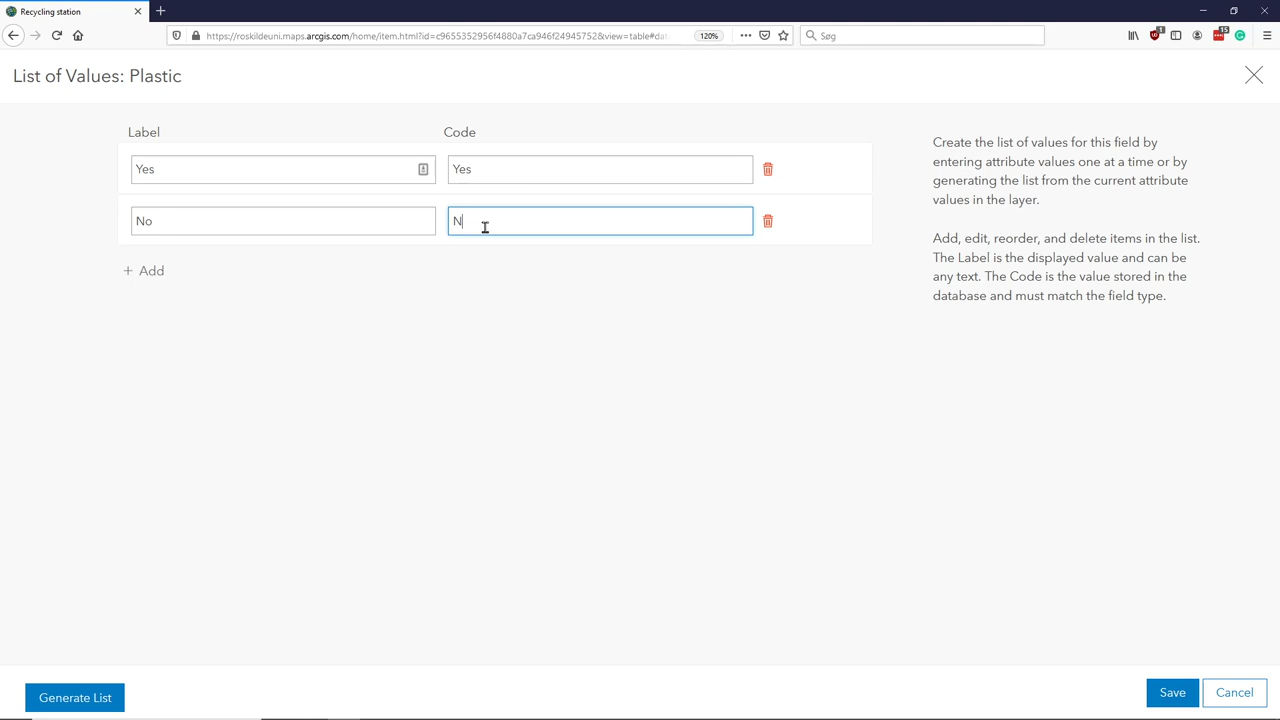 Recycling station
https://roskildeuni.maps.arcgis.com/home/item.html?id=c9655352956f4880a7ca946f24945752&view=table#dat
120%
Søg
1
15
List of Values: Plastic
Label
Code
Yes
Yes
No
N
+ Add
Create the list of values for this field by
entering attribute values one at a time or by
generating the list from the current attribute
values in the layer.
Add, edit, reorder, and delete items in the list.
The Label is the displayed value and can be
any text. The Code is the value stored in the
database and must match the field type.
Generate List
Save
Cancel